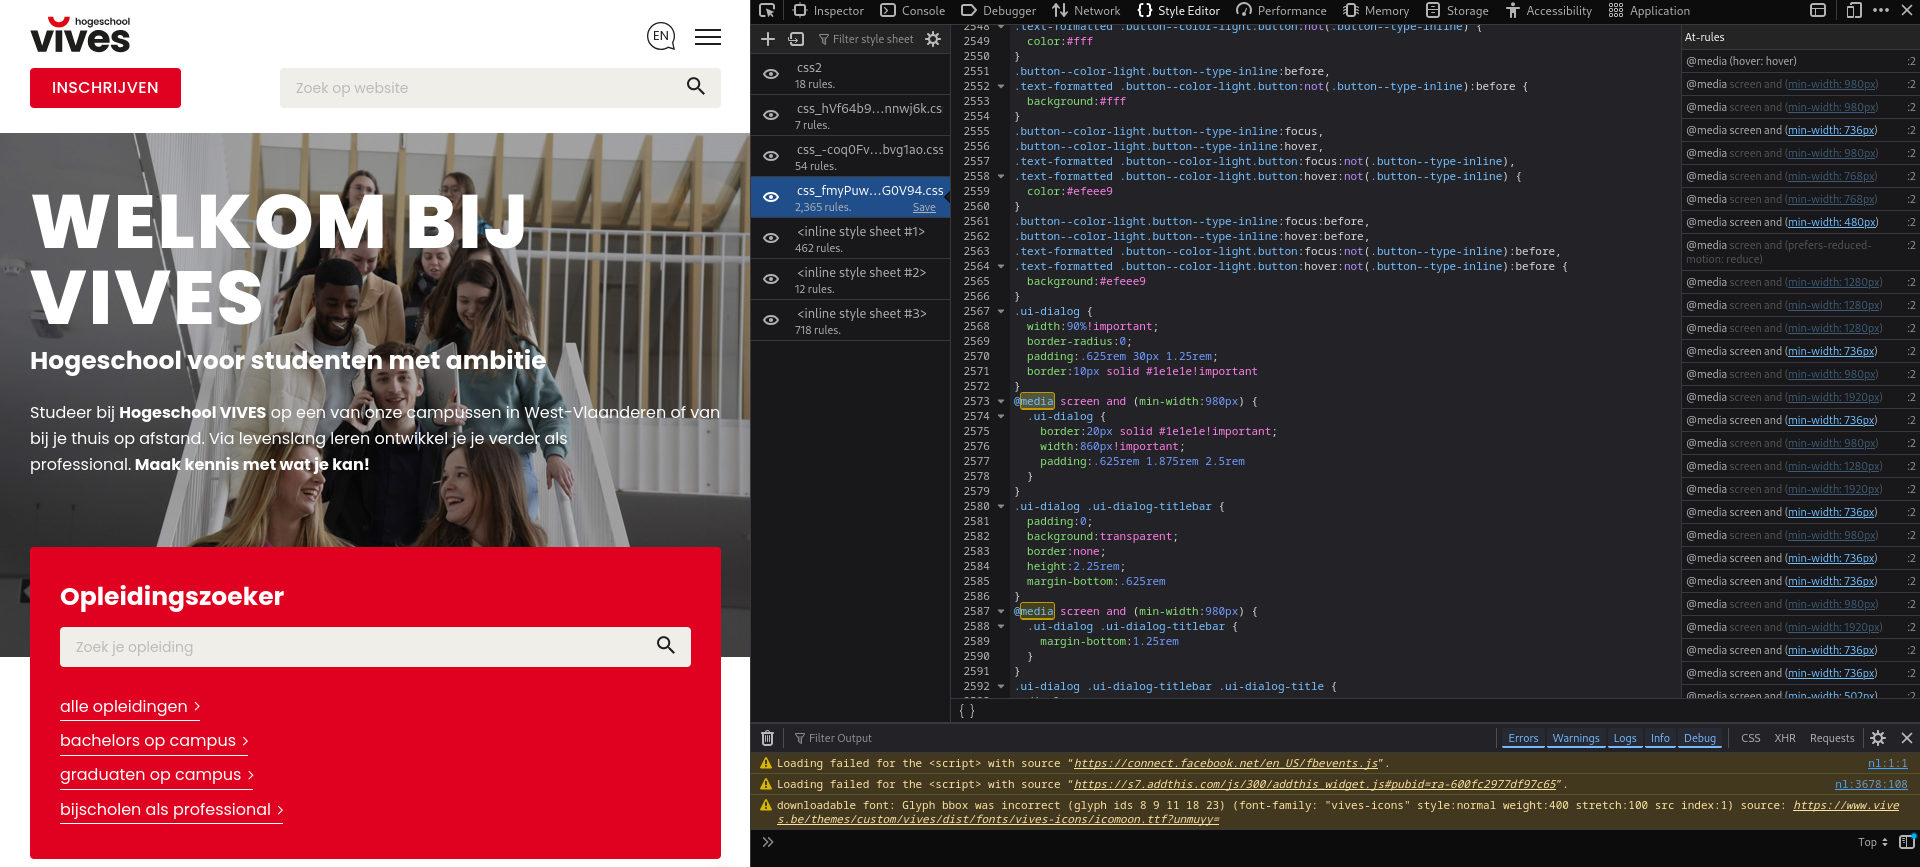 hogeschool
vives
EN
INSCHRIJVEN
Zoek op website
WELKOM BIJ
VIVES
Hogeschool voor studenten met ambitie
Studeer bij Hogeschool VIVES op een van onze campussen in West-Vlaanderen of van
bij je thuis op afstand. Via levenslang leren ontwikkel je je verder als
professional. Maak kennis met wat je kan!
Opleidingszoeker
Zoek je opleiding
alle opleidingen
bachelors op campus
graduaten op campus
bijscholen als professional
Inspector Console Debugger Network {} Style Editor Performance Memory Storage Accessibility Application
Filter style sheet
css2
18 rules.
css_hVf64b9…nnwj6k.cs
7 rules.
css_-coq0Fv…bvg1ao.css
54 rules.
css_fmyPuw…G0V94.css
2,365 rules. Save
<inline style sheet #1>
462 rules.
<inline style sheet #2>
12 rules.
<inline style sheet #3>
718 rules.
2548 .text-formatted .button--color-light.button:not(.button--type-inline) {
2549 color:#fff
2550 }
2551 .button--color-light.button--type-inline:before,
2552 .text-formatted .button--color-light.button:not(.button--type-inline):before {
2553 background:#fff
2554 }
2555 .button--color-light.button--type-inline:focus,
2556 .button--color-light.button--type-inline:hover,
2557 .text-formatted .button--color-light.button:focus:not(.button--type-inline),
2558 .text-formatted .button--color-light.button:hover:not(.button--type-inline) {
2559 color:#efeee9
2560 }
2561 .button--color-light.button--type-inline:focus:before,
2562 .button--color-light.button--type-inline:hover:before,
2563 .text-formatted .button--color-light.button:focus:not(.button--type-inline):before,
2564 .text-formatted .button--color-light.button:hover:not(.button--type-inline):before {
2565 background:#efeee9
2566 }
2567 .ui-dialog {
2568 width:90%!important;
2569 border-radius:0;
2570 padding:.625rem 30px 1.25rem;
2571 border:10px solid #1e1e1e!important
2572 }
2573 @media screen and (min-width:980px) {
2574 .ui-dialog {
2575 border:20px solid #1e1e1e!important;
2576 width:860px!important;
2577 padding:.625rem 1.875rem 2.5rem
2578 }
2579 }
2580 .ui-dialog .ui-dialog-titlebar {
2581 padding:0;
2582 background:transparent;
2583 border:none;
2584 height:2.25rem;
2585 margin-bottom:.625rem
2586 }
2587 @media screen and (min-width:980px) {
2588 .ui-dialog .ui-dialog-titlebar {
2589 margin-bottom:1.25rem
2590 }
2591 }
2592 .ui-dialog .ui-dialog-titlebar .ui-dialog-title {
{ }
At-rules
@media (hover: hover) :2
@media screen and (min-width: 980px) :2
@media screen and (min-width: 980px) :2
@media screen and (min-width: 736px) :2
@media screen and (min-width: 980px) :2
@media screen and (min-width: 768px) :2
@media screen and (min-width: 768px) :2
@media screen and (min-width: 480px) :2
@media screen and (prefers-reduced-
motion: reduce) :2
@media screen and (min-width: 1280px) :2
@media screen and (min-width: 1280px) :2
@media screen and (min-width: 1280px) :2
@media screen and (min-width: 736px) :2
@media screen and (min-width: 980px) :2
@media screen and (min-width: 1920px) :2
@media screen and (min-width: 736px) :2
@media screen and (min-width: 980px) :2
@media screen and (min-width: 1280px) :2
@media screen and (min-width: 1920px) :2
@media screen and (min-width: 736px) :2
@media screen and (min-width: 980px) :2
@media screen and (min-width: 736px) :2
@media screen and (min-width: 736px) :2
@media screen and (min-width: 980px) :2
@media screen and (min-width: 1920px) :2
@media screen and (min-width: 736px) :2
@media screen and (min-width: 736px) :2
@media screen and (min-width: 502px) :2
Filter Output Errors Warnings Logs Info Debug CSS XHR Requests
Loading failed for the <script> with source "https://connect.facebook.net/en_US/fbevents.js". nl:1:1
Loading failed for the <script> with source "https://s7.addthis.com/js/300/addthis_widget.js#pubid=ra-600fc2977df97c65". nl:3678:108
downloadable font: Glyph bbox was incorrect (glyph ids 8 9 11 18 23) (font-family: "vives-icons" style:normal weight:400 stretch:100 src index:1) source: https://www.vive
s.be/themes/custom/vives/dist/fonts/vives-icons/icomoon.ttf?unmuyy=
Top